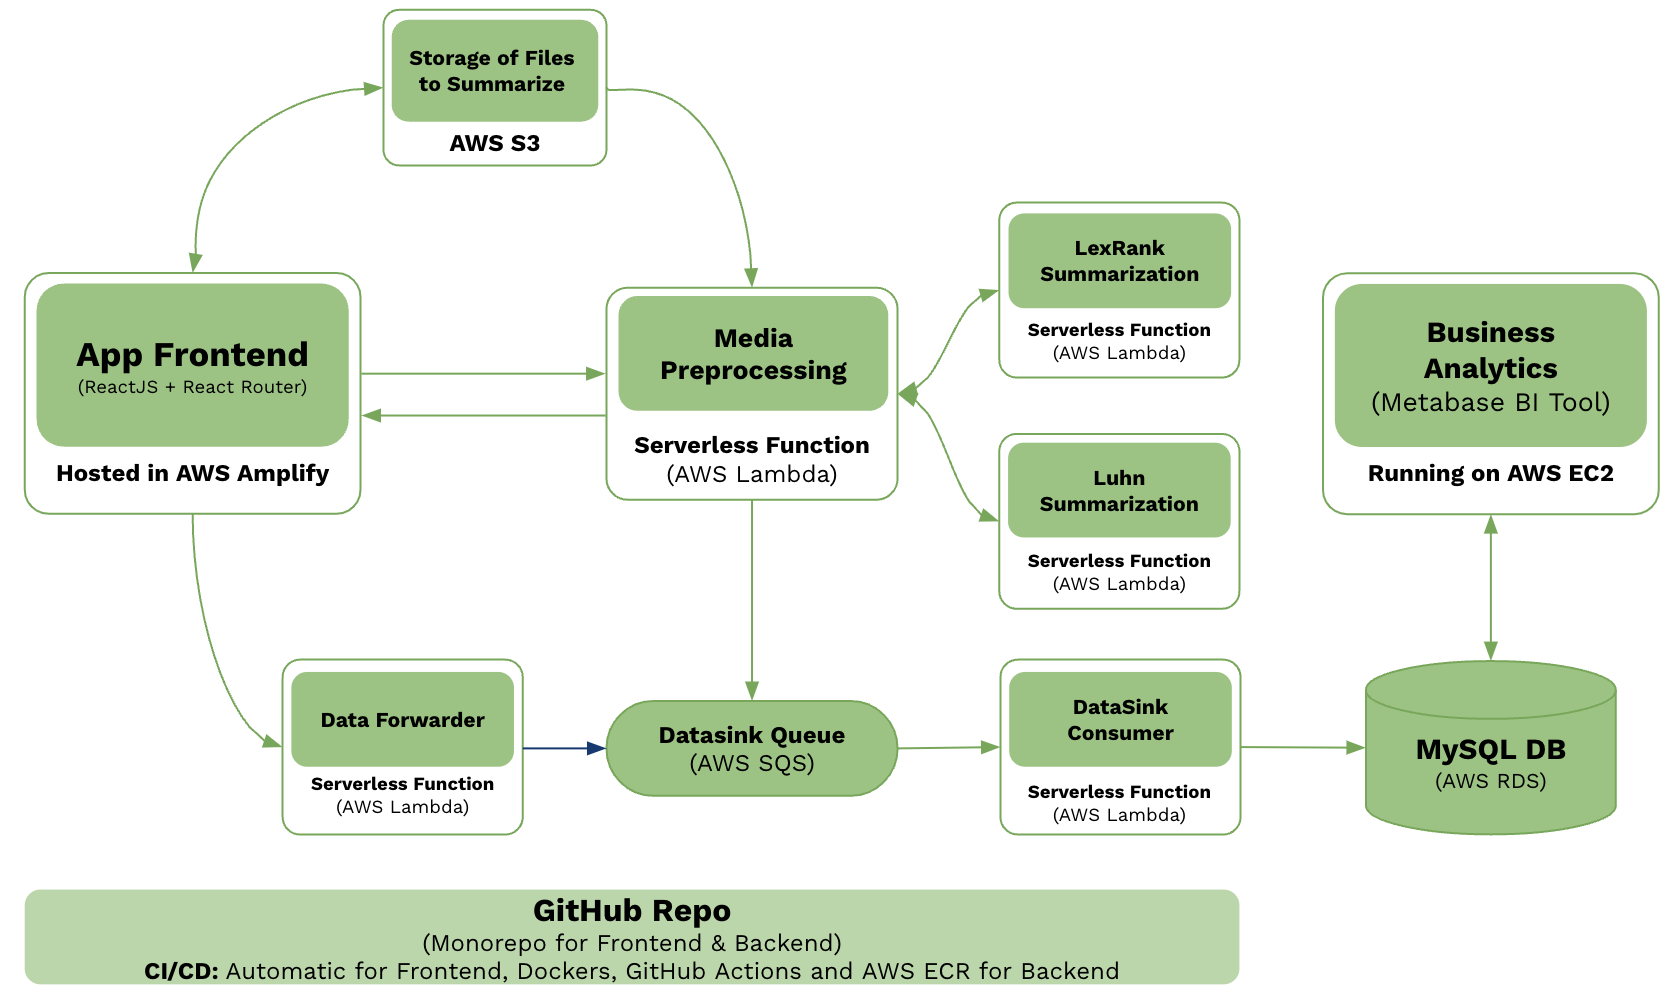 Storage of Files
to Summarize
AWS S3
App Frontend
(ReactJS + React Router)
Hosted in AWS Amplify
Media
Preprocessing
Serverless Function
(AWS Lambda)
LexRank
Summarization
Serverless Function
(AWS Lambda)
Luhn
Summarization
Serverless Function
(AWS Lambda)
Business
Analytics
(Metabase BI Tool)
Running on AWS EC2
Data Forwarder
Serverless Function
(AWS Lambda)
Datasink Queue
(AWS SQS)
DataSink
Consumer
Serverless Function
(AWS Lambda)
MySQL DB
(AWS RDS)
GitHub Repo
(Monorepo for Frontend & Backend)
CI/CD: Automatic for Frontend, Dockers, GitHub Actions and AWS ECR for Backend